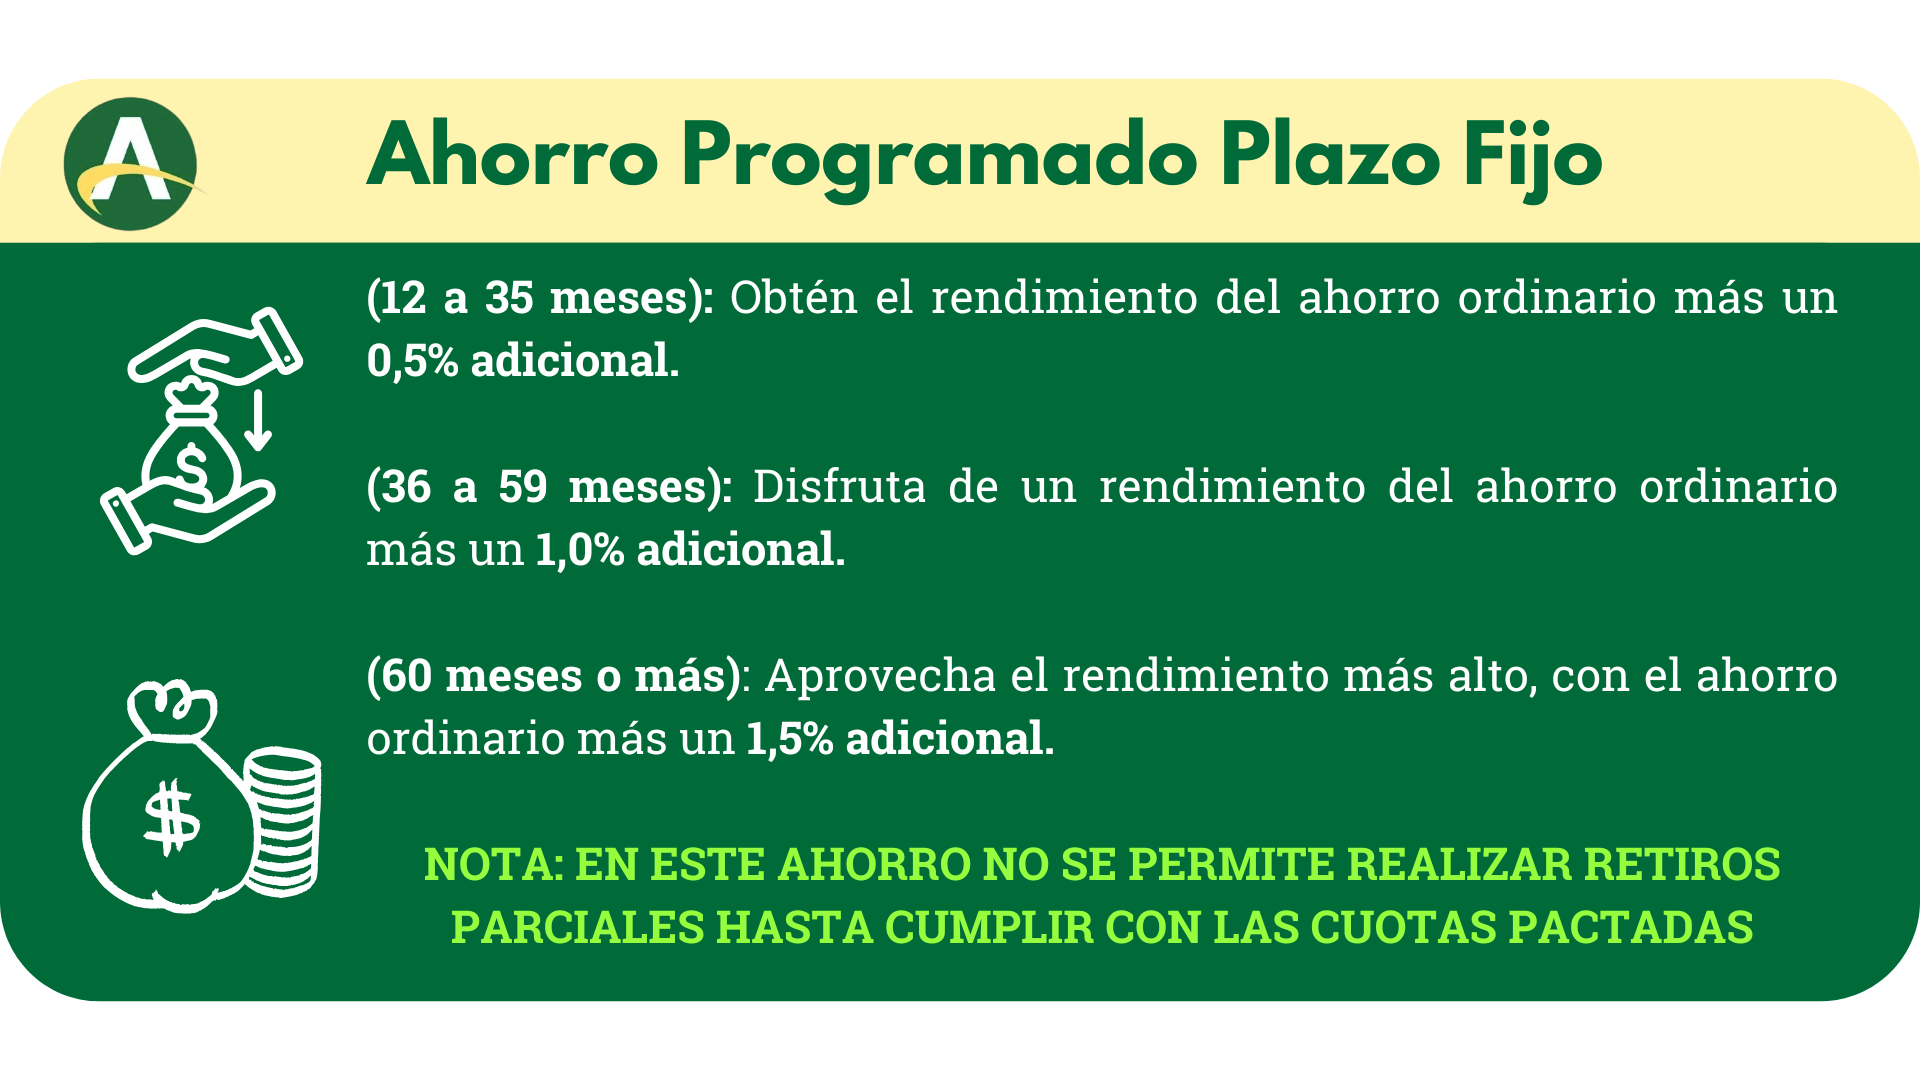 A
Ahorro Programado Plazo Fijo
(12 a 35 meses): Obtén el rendimiento del ahorro ordinario más un
0,5% adicional.
(36 a 59 meses): Disfruta de un rendimiento del ahorro ordinario
más un 1,0% adicional.
(60 meses o más): Aprovecha el rendimiento más alto, con el ahorro
ordinario más un 1,5% adicional.
$
$
NOTA: EN ESTE AHORRO NO SE PERMITE REALIZAR RETIROS
PARCIALES HASTA CUMPLIR CON LAS CUOTAS PACTADAS